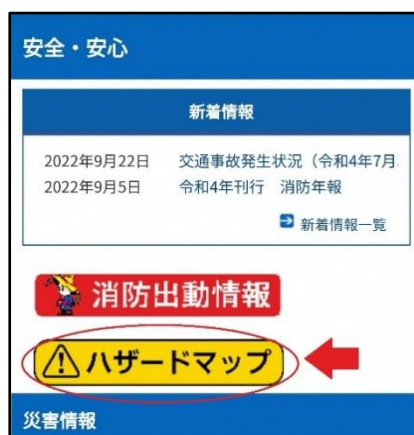 安全・安心
新着情報
2022年9月22日 交通事故発生状況（令和4年7月
2022年9月5日 令和4年刊行 消防年報
新着情報一覧
消防出動情報
ハザードマップ
災害情報